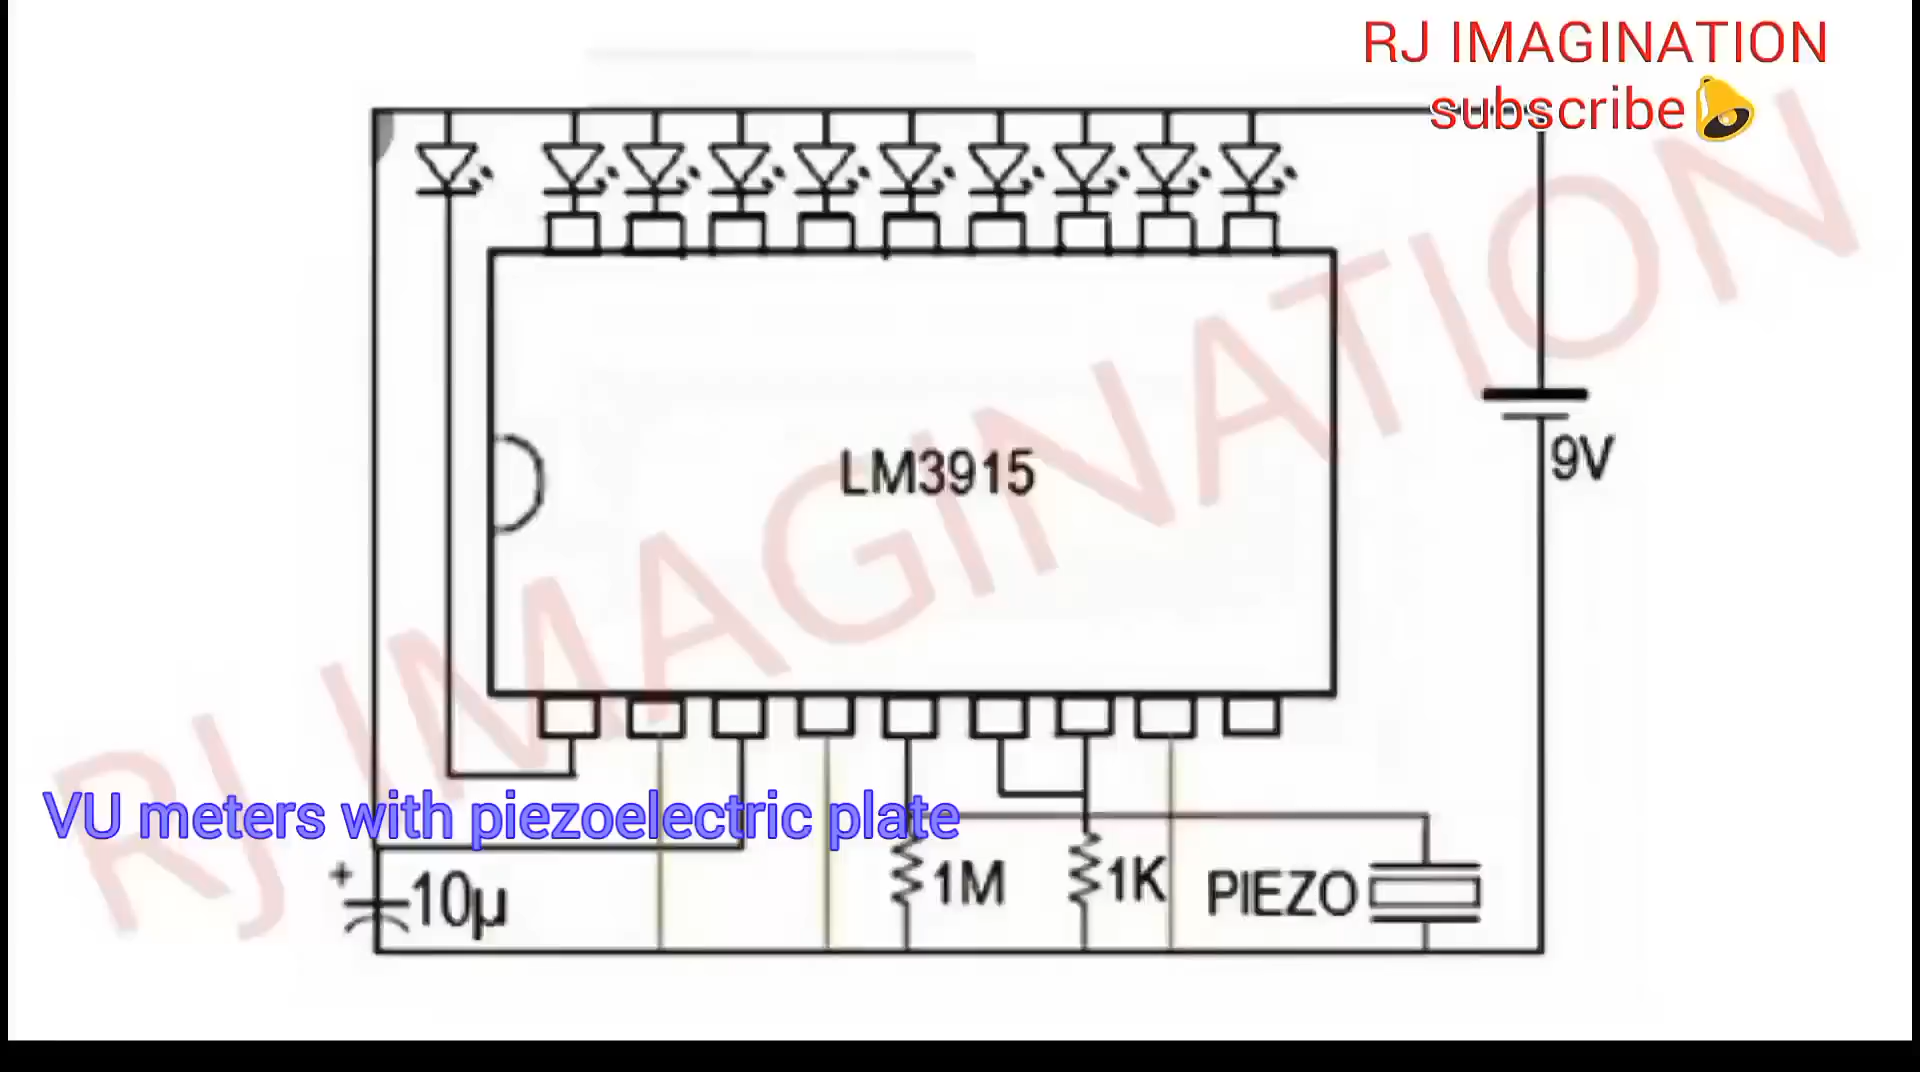 RJ IMAGINATION
subscribe
LM3915
9V
RJ IMAGINATION
VU meters with piezoelectric plate
+
10µ
1M
1K
PIEZO